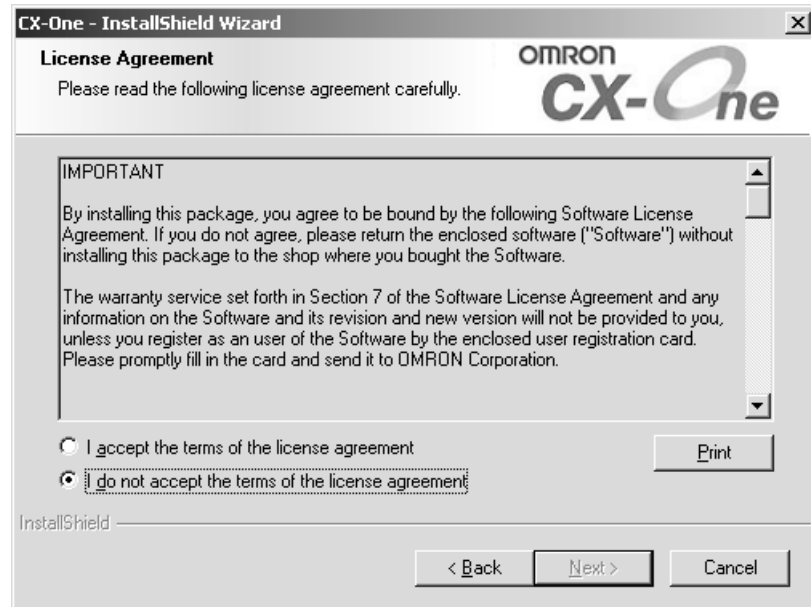 CX-One - InstallShield Wizard
License Agreement
Please read the following license agreement carefully.
OMRON
CX-One
IMPORTANT
By installing this package, you agree to be bound by the following Software License
Agreement. If you do not agree, please return the enclosed software ("Software") without
installing this package to the shop where you bought the Software.
The warranty service set forth in Section 7 of the Software License Agreement and any
information on the Software and its revision and new version will not be provided to you,
unless you register as an user of the Software by the enclosed user registration card.
Please promptly fill in the card and send it to OMRON Corporation.
I accept the terms of the license agreement
Print
I do not accept the terms of the license agreement
InstallShield
< Back
Next >
Cancel